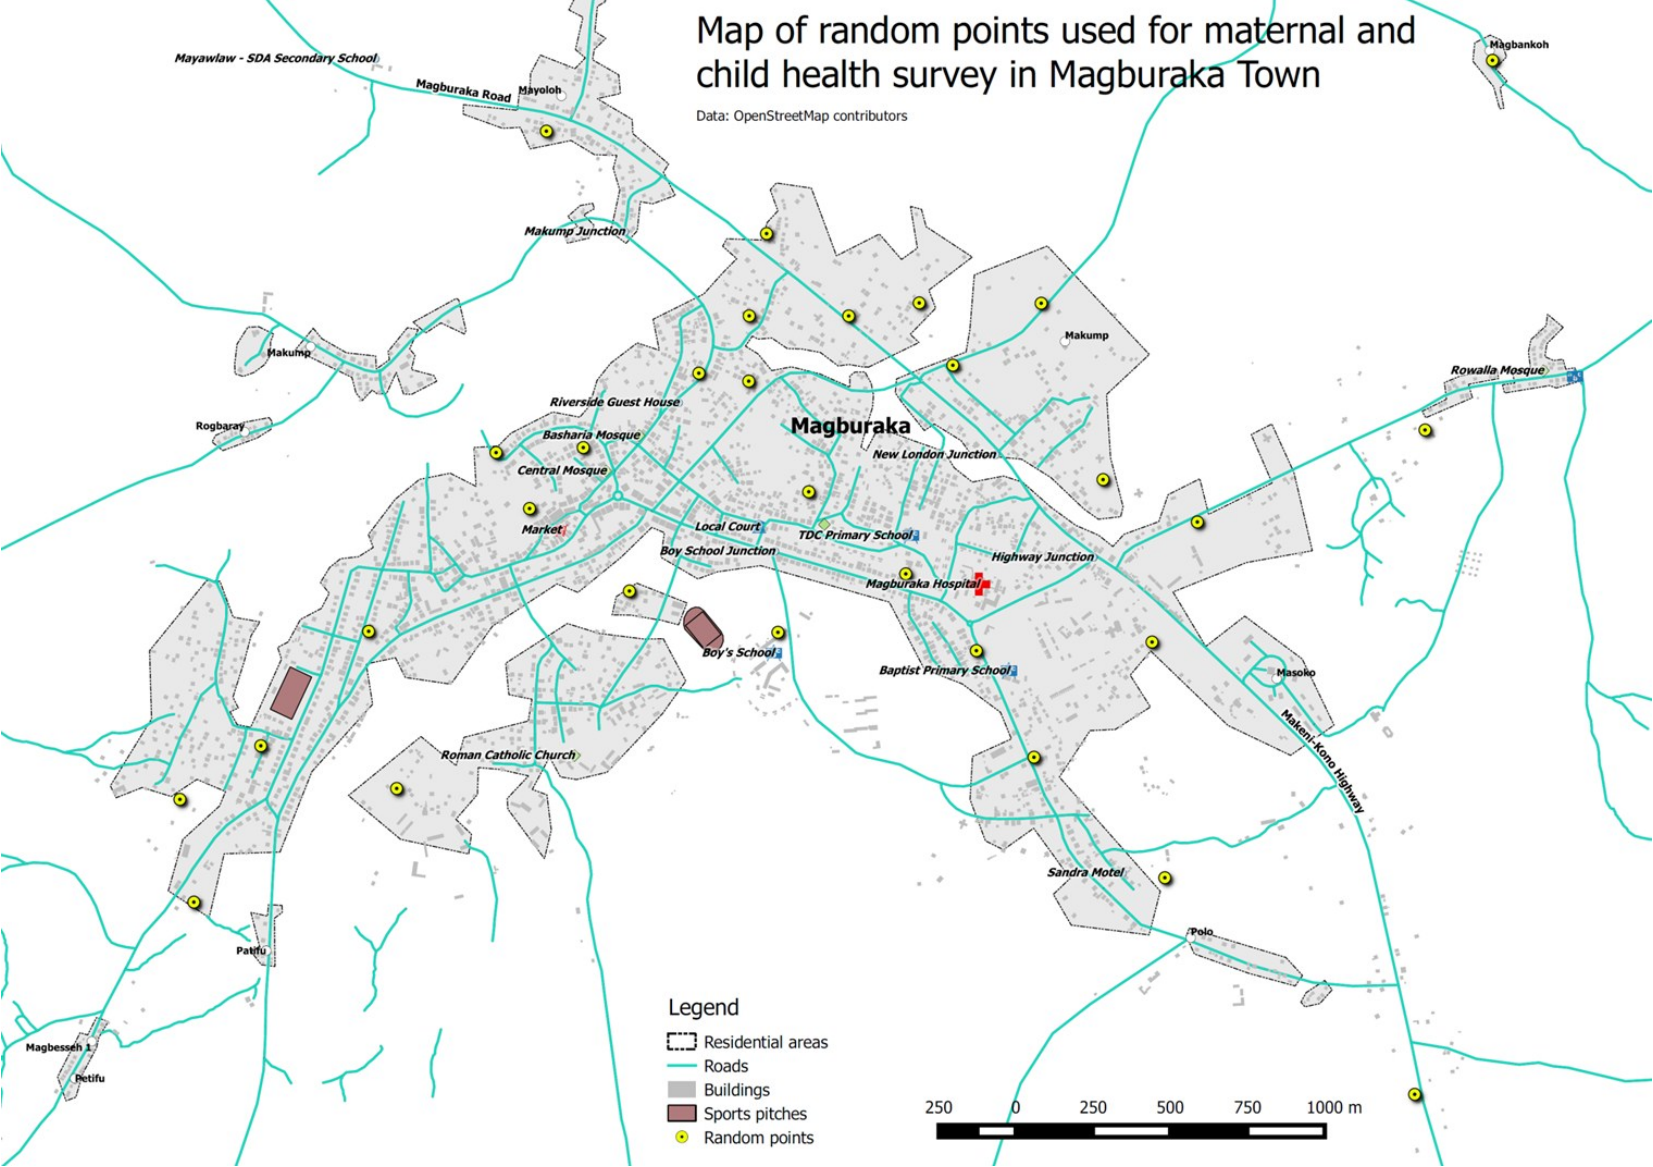 Map of random points used for maternal and
child health survey in Magburaka Town
Data: OpenStreetMap contributors
Magbankoh
Mayawlaw - SDA Secondary School
Magburaka Road
Mayoloh
Makump Junction
Makump
Makump
Rowalla Mosque
Rogbaray
Riverside Guest House
Magburaka
Basharia Mosque
New London Junction
Central Mosque
Market
Local Court
TDC Primary School
Boy School Junction
Highway Junction
Magburaka Hospital
Boy's School
Baptist Primary School
Masoko
Makeni-Kono Highway
Roman Catholic Church
Sandra Motel
Polo
Patifu
Magbesseh 1
Petifu
Legend
Residential areas
Roads
Buildings
Sports pitches
Random points
250 0 250 500 750 1000 m